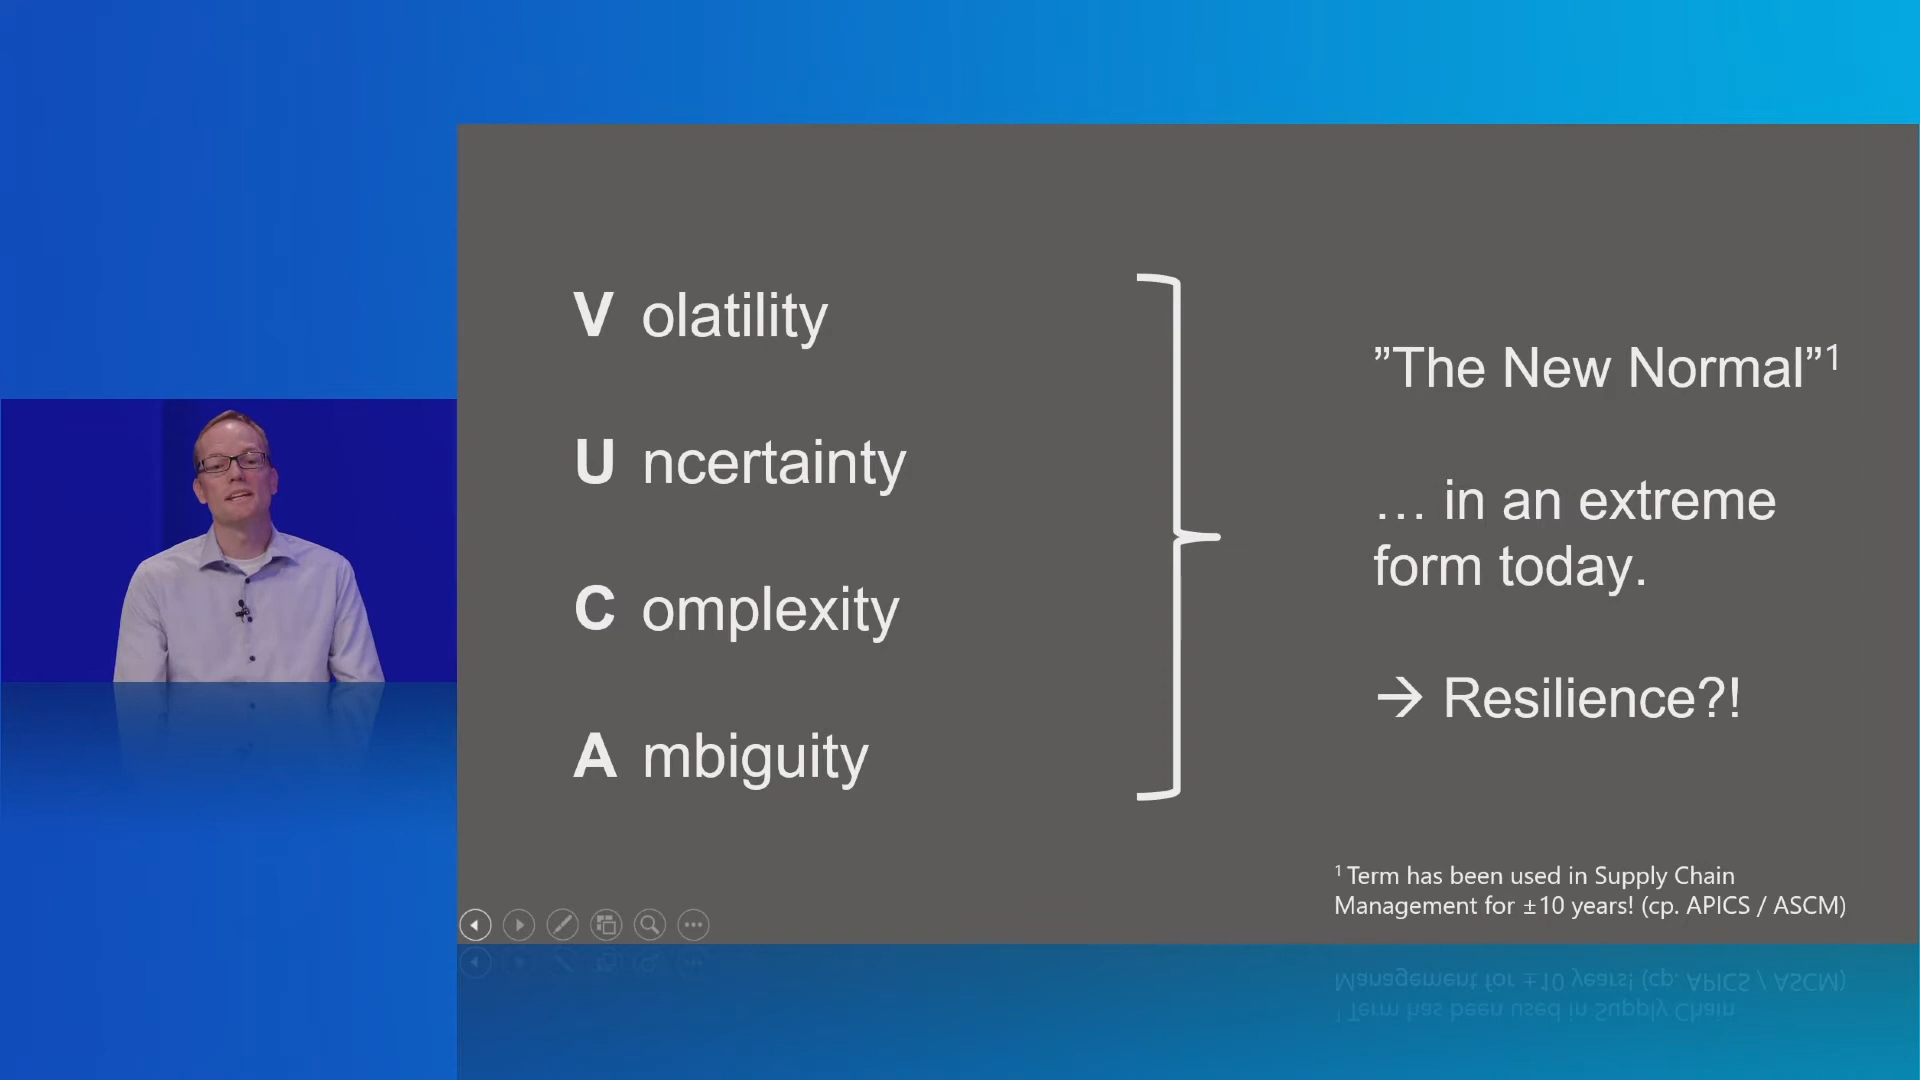 V olatility
U ncertainty
C omplexity
A mbiguity
”The New Normal”¹
… in an extreme
form today.
→ Resilience?!
¹ Term has been used in Supply Chain
Management for ±10 years! (cp. APICS / ASCM)